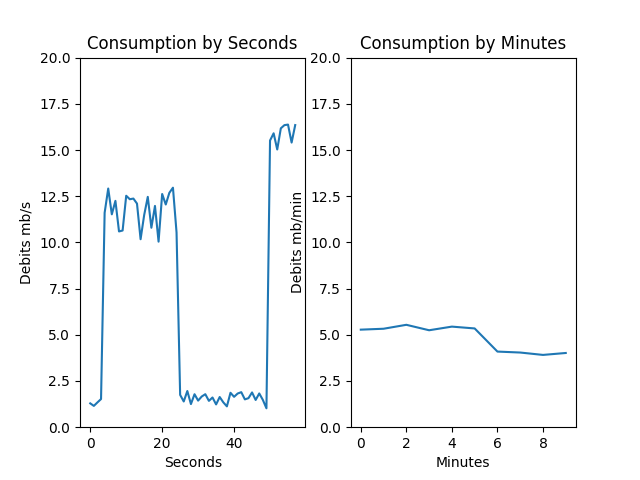 Consumption by Seconds
20.0
17.5
15.0
12.5
10.0
7.5
5.0
2.5
0.0
Debits mb/s
0 20 40
Seconds
Consumption by Minutes
20.0
17.5
15.0
12.5
10.0
7.5
5.0
2.5
0.0
Debits mb/min
0 2 4 6 8
Minutes